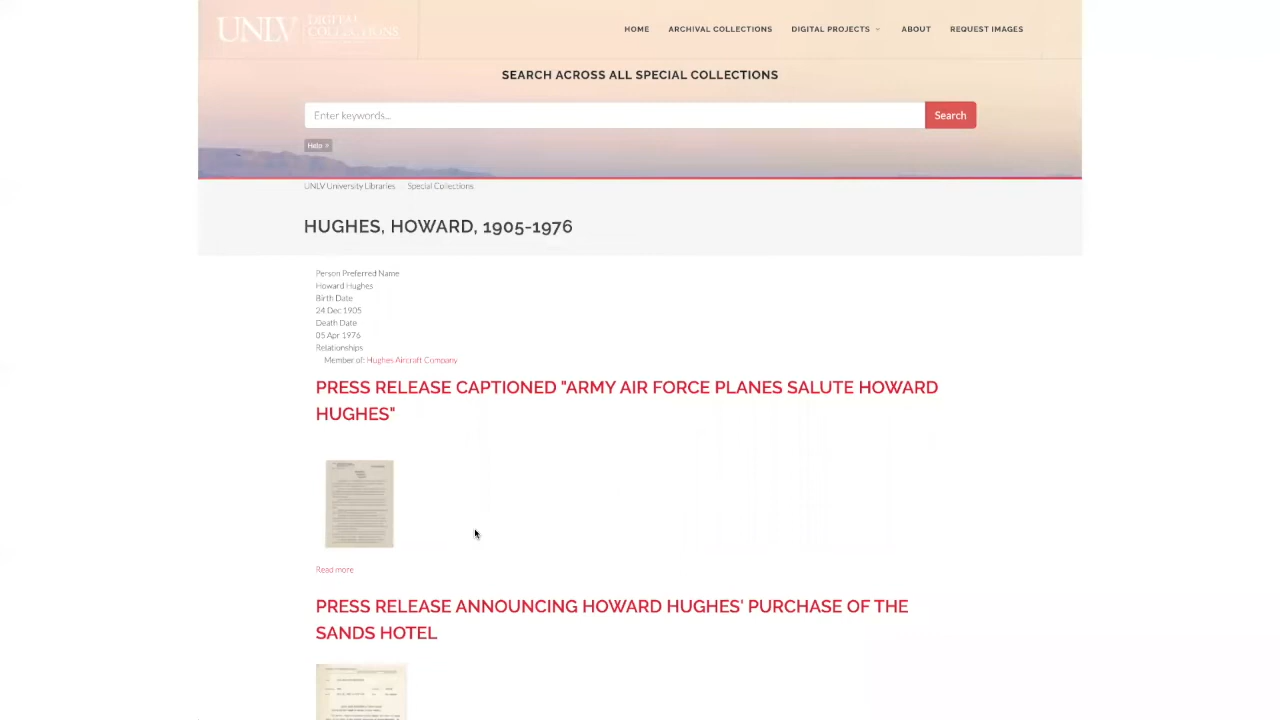 UNLV DIGITAL COLLECTIONS
HOME ARCHIVAL COLLECTIONS DIGITAL PROJECTS ABOUT REQUEST IMAGES
SEARCH ACROSS ALL SPECIAL COLLECTIONS
Enter keywords... Search
Help
UNLV University Libraries Special Collections
HUGHES, HOWARD, 1905-1976
Person Preferred Name
Howard Hughes
Birth Date
24 Dec 1905
Death Date
05 Apr 1976
Relationships
Member of: Hughes Aircraft Company
PRESS RELEASE CAPTIONED "ARMY AIR FORCE PLANES SALUTE HOWARD
HUGHES"
Read more
PRESS RELEASE ANNOUNCING HOWARD HUGHES' PURCHASE OF THE
SANDS HOTEL